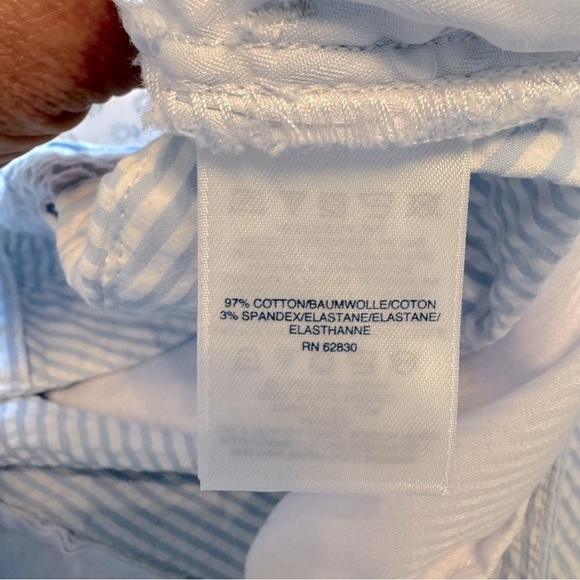 97% COTTON/BAUMWOLLE/COTON
3% SPANDEX/ELASTANE/ELASTANE/
ELASTHANNE
RN 62830